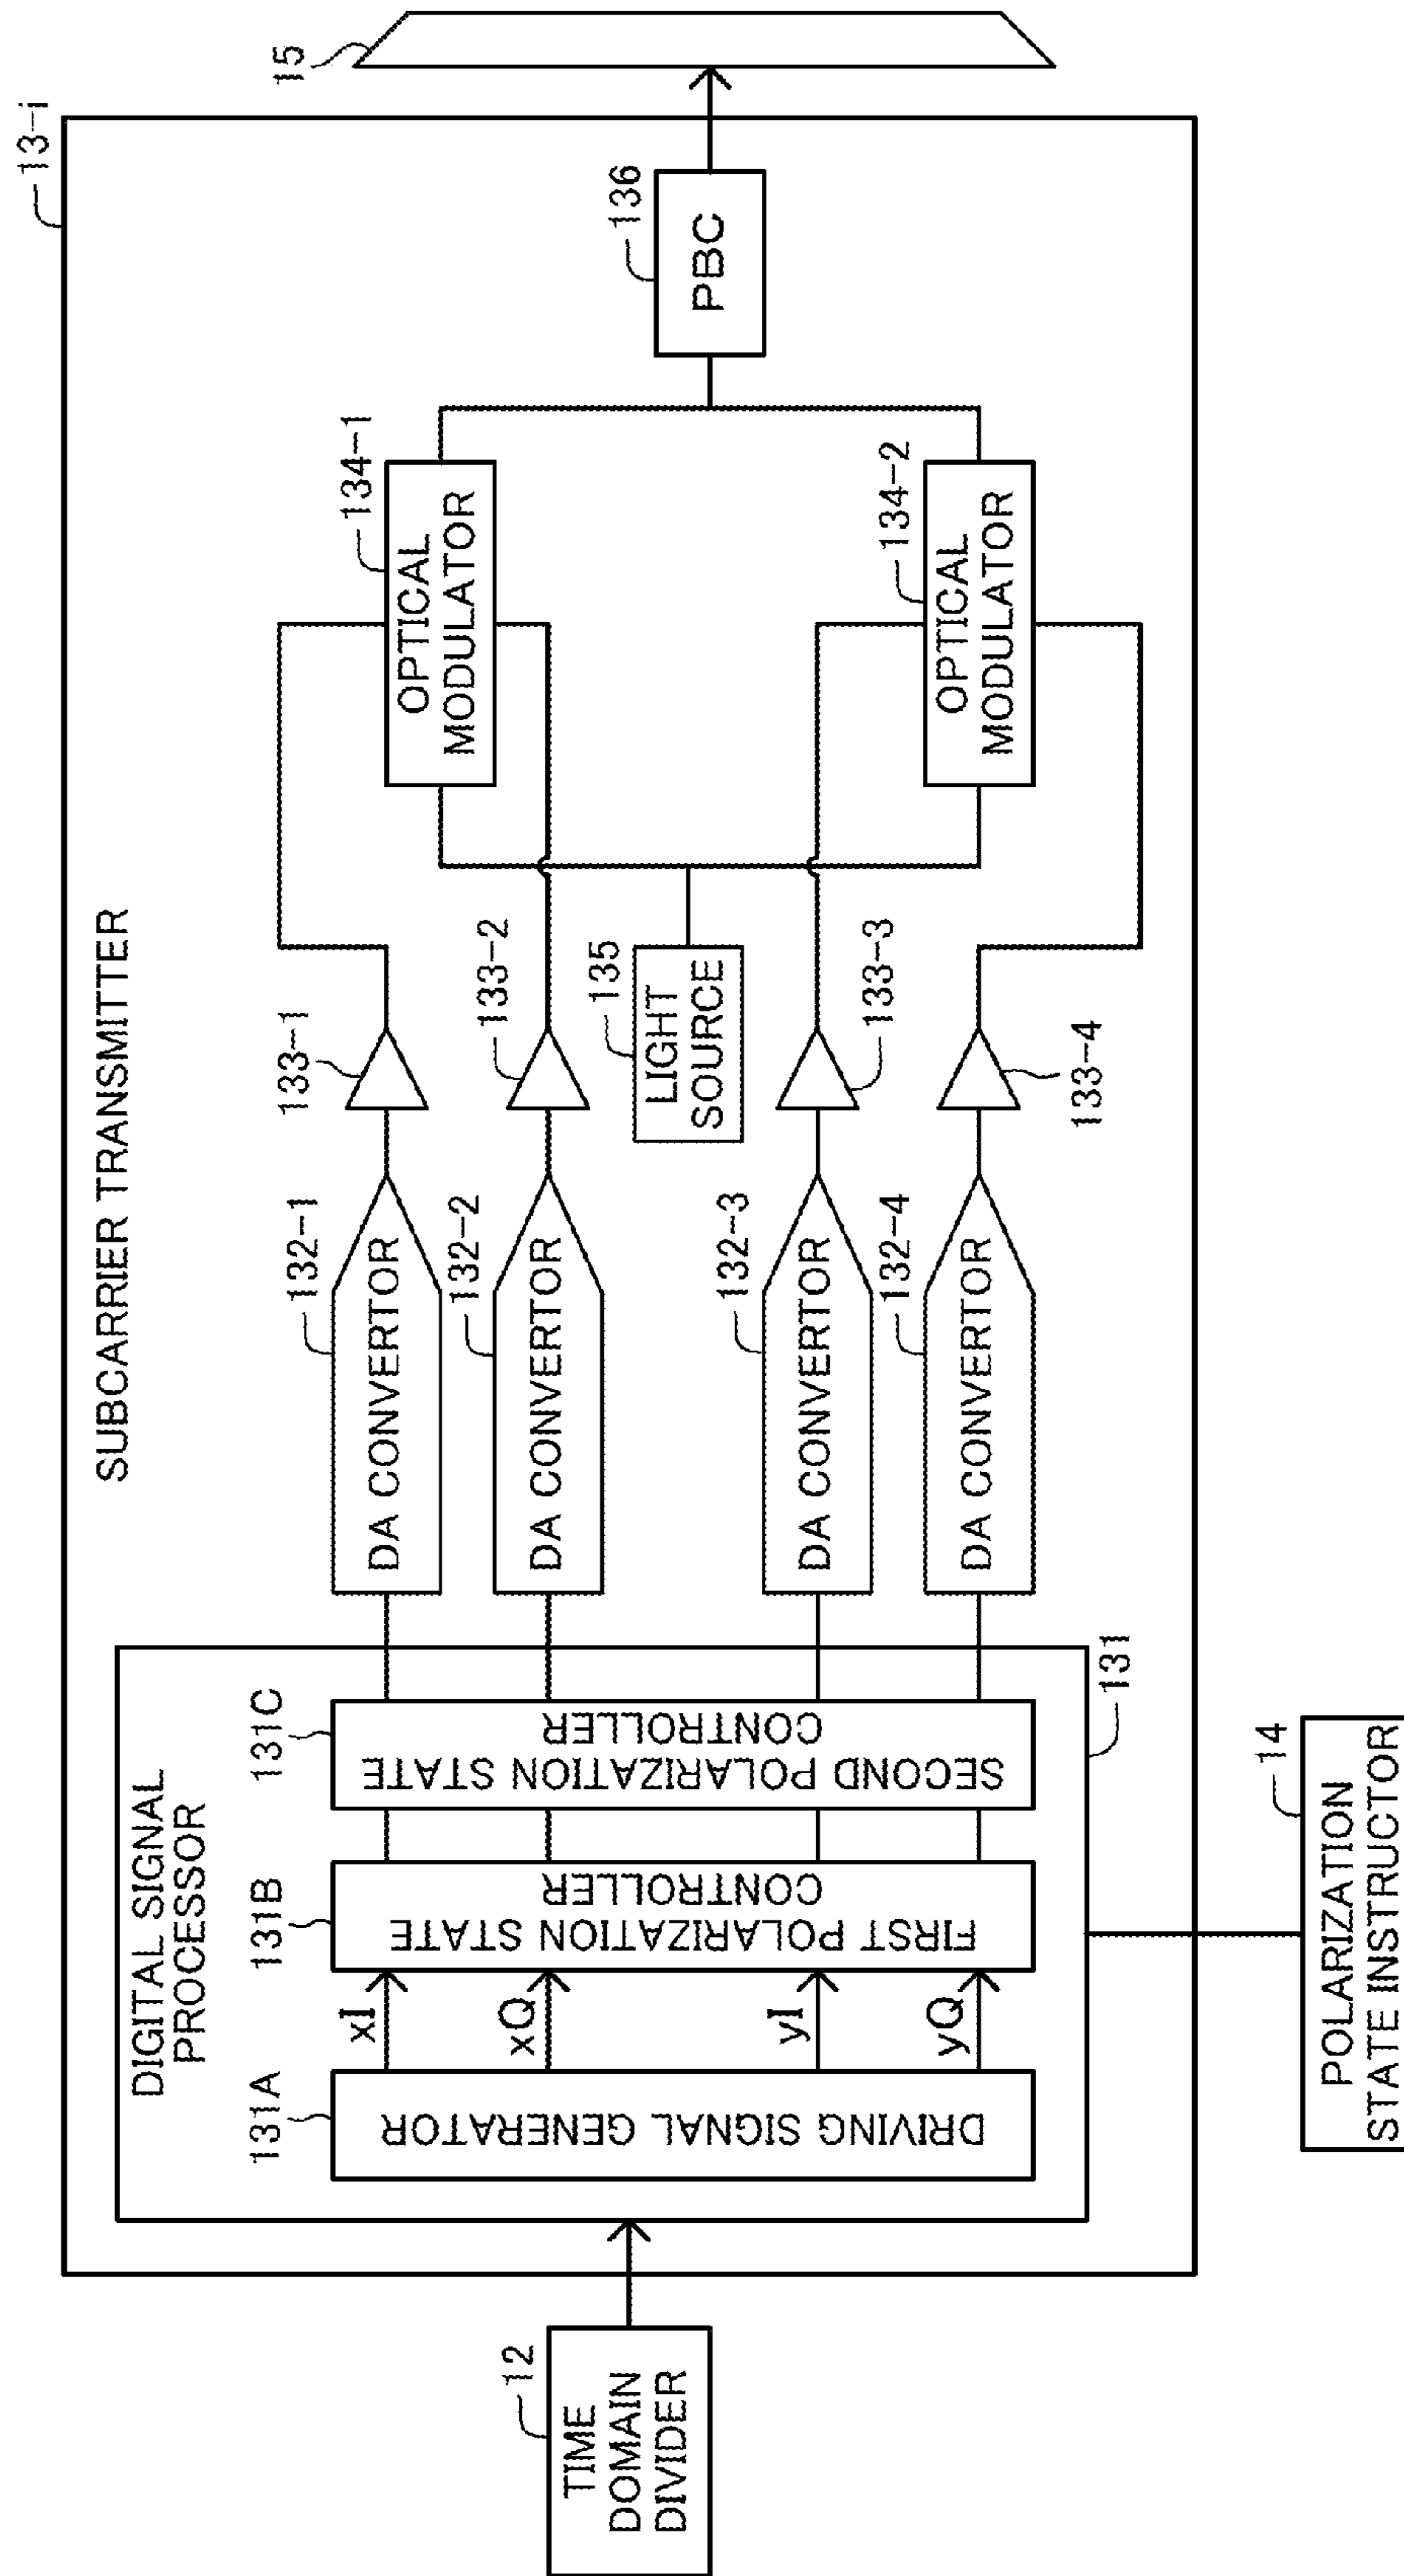 13-i
15
SUBCARRIER TRANSMITTER
DIGITAL SIGNAL
PROCESSOR
12
TIME
DOMAIN
DIVIDER
131A
DRIVING SIGNAL GENERATOR
xI
xQ
yI
yQ
131B
FIRST POLARIZATION STATE
CONTROLLER
131C
SECOND POLARIZATION STATE
CONTROLLER
131
14
POLARIZATION
STATE INSTRUCTOR
132-1
DA CONVERTOR
132-2
DA CONVERTOR
132-3
DA CONVERTOR
132-4
DA CONVERTOR
133-1
133-2
133-3
133-4
135
LIGHT
SOURCE
134-1
OPTICAL
MODULATOR
134-2
OPTICAL
MODULATOR
136
PBC